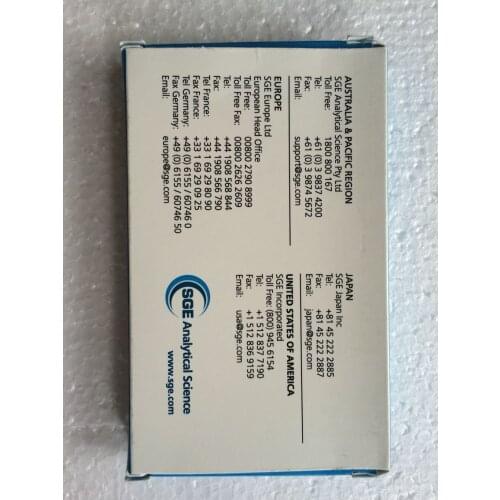 AUSTRALIA & PACIFIC REGION
SGE Analytical Science Pty Ltd
Toll Free: 1800 800 167
Tel: +61 (0) 3 9837 4200
Fax: +61 (0) 3 9874 5672
Email: support@sge.com
EUROPE
SGE Europe Ltd
European Head Office
Toll Free: 00800 2790 8999
Toll Free Fax: 00800 2626 2609
Tel: +44 1908 568 844
Fax: +44 1908 566 790
Tel France: +33 1 69 29 80 90
Fax France: +33 1 69 29 09 25
Tel Germany: +49 (0) 6155 / 60746 0
Fax Germany: +49 (0) 6155 / 60746 50
Email: europe@sge.com
JAPAN
SGE Japan Inc
Tel: +81 45 222 2885
Fax: +81 45 222 2887
Email: japan@sge.com
UNITED STATES OF AMERICA
SGE Incorporated
Toll Free: (800) 945 6154
Tel: +1 512 837 7190
Fax: +1 512 836 9159
Email: usa@sge.com
SGE Analytical Science
www.sge.com